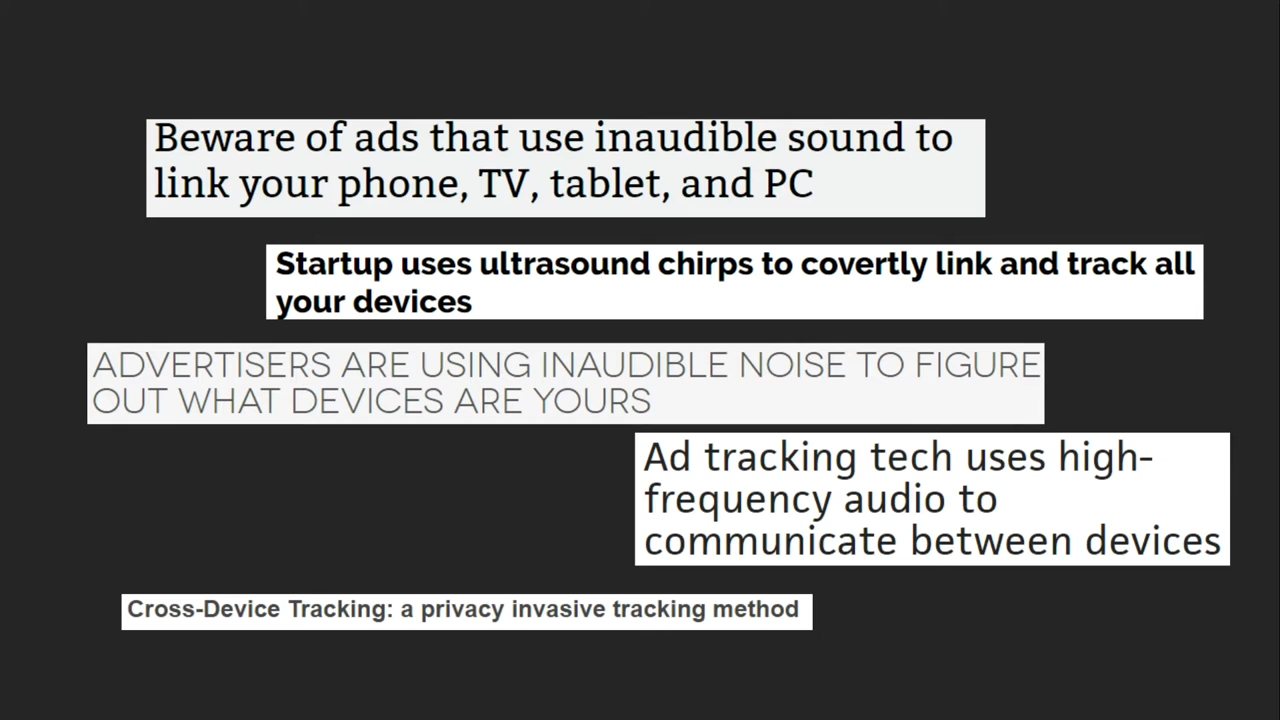 Beware of ads that use inaudible sound to
link your phone, TV, tablet, and PC
Startup uses ultrasound chirps to covertly link and track all
your devices
ADVERTISERS ARE USING INAUDIBLE NOISE TO FIGURE
OUT WHAT DEVICES ARE YOURS
Ad tracking tech uses high-
frequency audio to
communicate between devices
Cross-Device Tracking: a privacy invasive tracking method